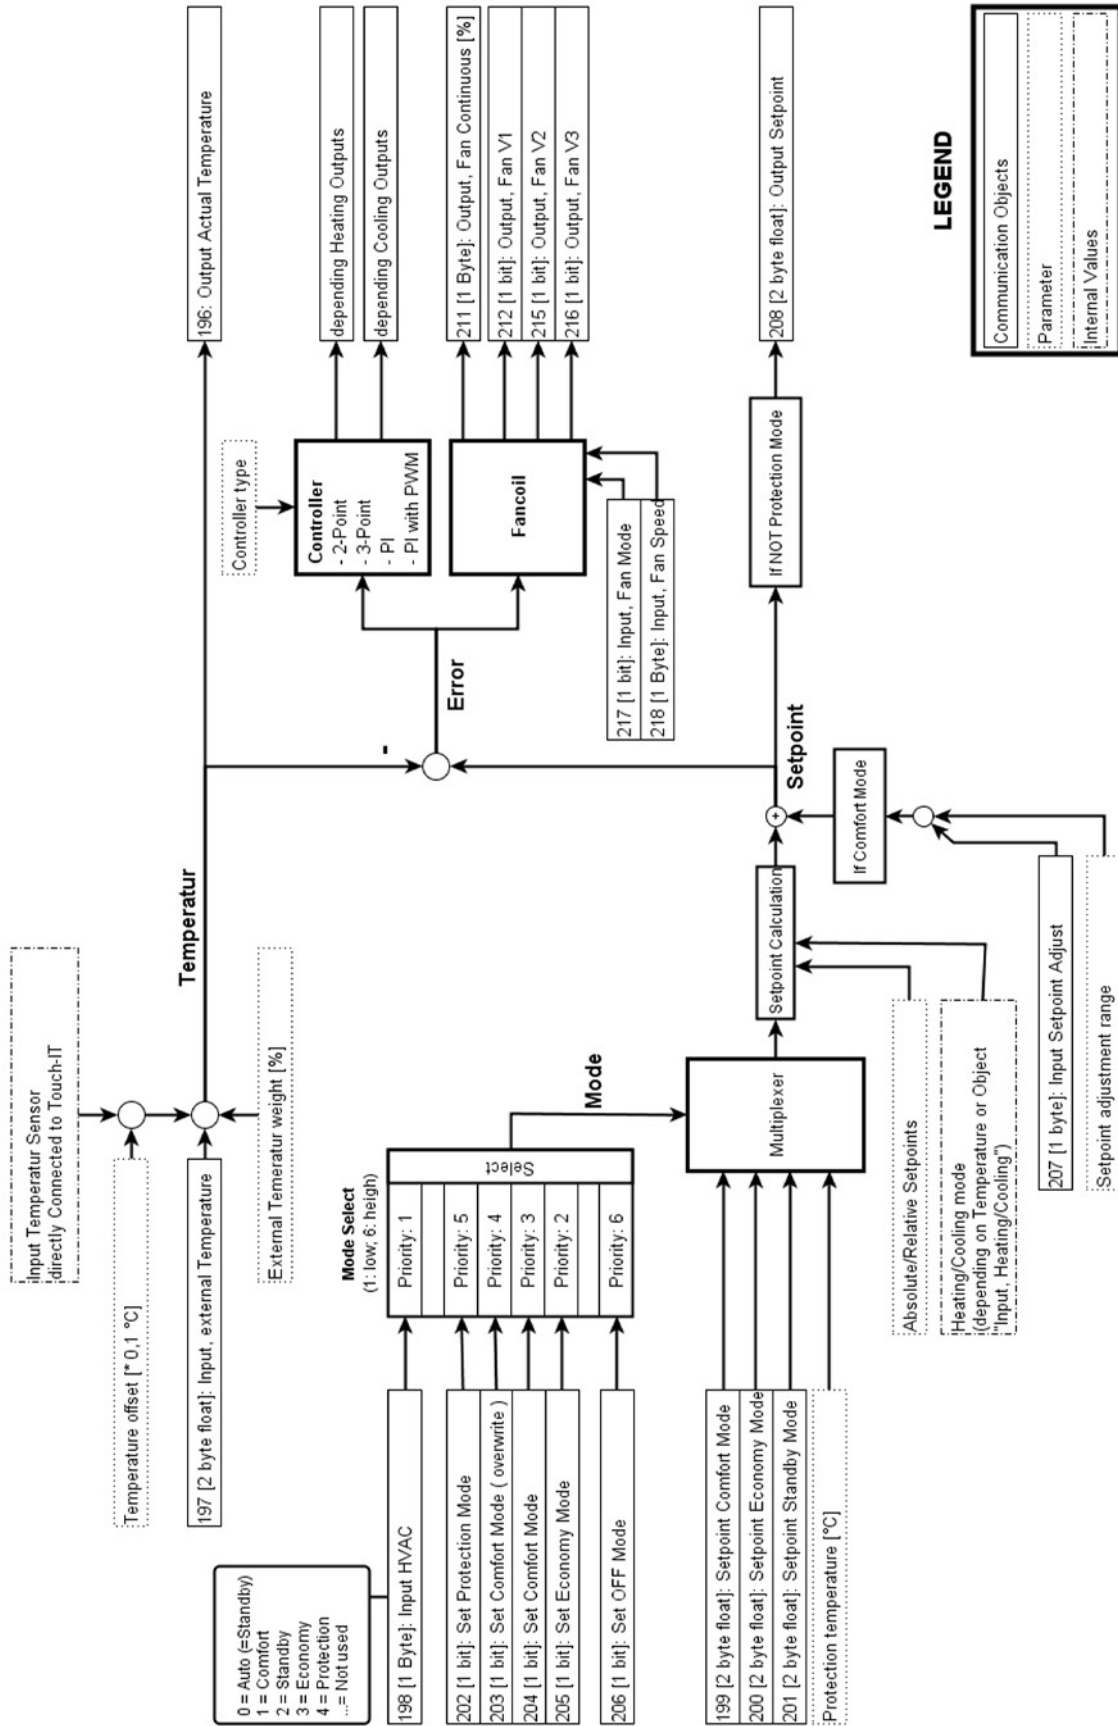 Input Temperatur Sensor
directly Connected to Touch-IT
Temperature offset [* 0,1 °C]
197 [2 byte float]: Input, external Temperature
External Temeratur weight [%]
Temperatur
196: Output Actual Temperature
Controller type
Controller
- 2-Point
- 3-Point
- PI
- PI with PWM
depending Heating Outputs
depending Cooling Outputs
-
Error
Fancoil
211 [1 Byte]: Output, Fan Continuous [%]
212 [1 bit]: Output, Fan V1
215 [1 bit]: Output, Fan V2
216 [1 bit]: Output, Fan V3
217 [1 bit]: Input, Fan Mode
218 [1 Byte]: Input, Fan Speed
0 = Auto (=Standby)
1 = Comfort
2 = Standby
3 = Economy
4 = Protection
...= Not used
Mode Select
(1: low; 6: heigh)
198 [1 Byte]: Input HVAC
Priority: 1
202 [1 bit]: Set Protection Mode
Priority: 5
203 [1 bit]: Set Comfort Mode ( overwrite )
Priority: 4
204 [1 bit]: Set Comfort Mode
Priority: 3
205 [1 bit]: Set Economy Mode
Priority: 2
206 [1 bit]: Set OFF Mode
Priority: 6
Select
Mode
199 [2 byte float]: Setpoint Comfort Mode
200 [2 byte float]: Setpoint Economy Mode
201 [2 byte float]: Setpoint Standby Mode
Protection temperature [°C]
Multiplexer
Setpoint Calculation
+
Setpoint
If NOT Protection Mode
208 [2 byte float]: Output Setpoint
If Comfort Mode
Absolute/Relative Setpoints
Heating/Cooling mode
(depending on Temperature or Object
"Input, Heating/Cooling")
207 [1 byte]: Input Setpoint Adjust
Setpoint adjustment range
LEGEND
Communication Objects
Parameter
Internal Values